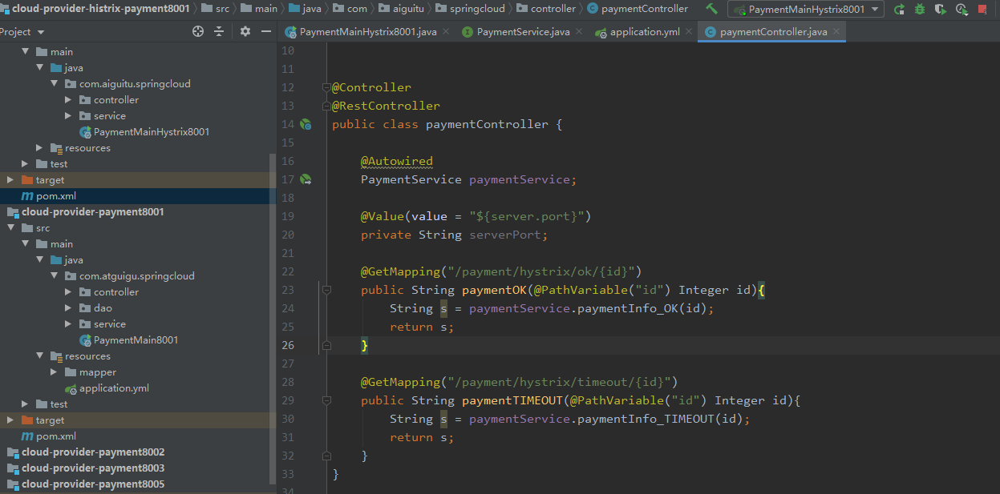 cloud-provider-histrix-payment8001 src main java com aiguitu springcloud controller paymentController PaymentMainHystrix8001
Project
PaymentMainHystrix8001.java PaymentService.java application.yml paymentController.java
main
java
com.aiguitu.springcloud
controller
service
PaymentMainHystrix8001
resources
test
target
pom.xml
cloud-provider-payment8001
src
main
java
com.atguigu.springcloud
controller
dao
service
PaymentMain8001
resources
mapper
application.yml
test
target
pom.xml
cloud-provider-payment8002
cloud-provider-payment8003
cloud-provider-payment8005
10
11
12 @Controller
13 @RestController
14 public class paymentController {
15
16 @Autowired
17 PaymentService paymentService;
18
19 @Value(value = "${server.port}")
20 private String serverPort;
21
22 @GetMapping("/payment/hystrix/ok/{id}")
23 public String paymentOK(@PathVariable("id") Integer id){
24 String s = paymentService.paymentInfo_OK(id);
25 return s;
26 }
27
28 @GetMapping("/payment/hystrix/timeout/{id}")
29 public String paymentTIMEOUT(@PathVariable("id") Integer id){
30 String s = paymentService.paymentInfo_TIMEOUT(id);
31 return s;
32 }
33 }
34